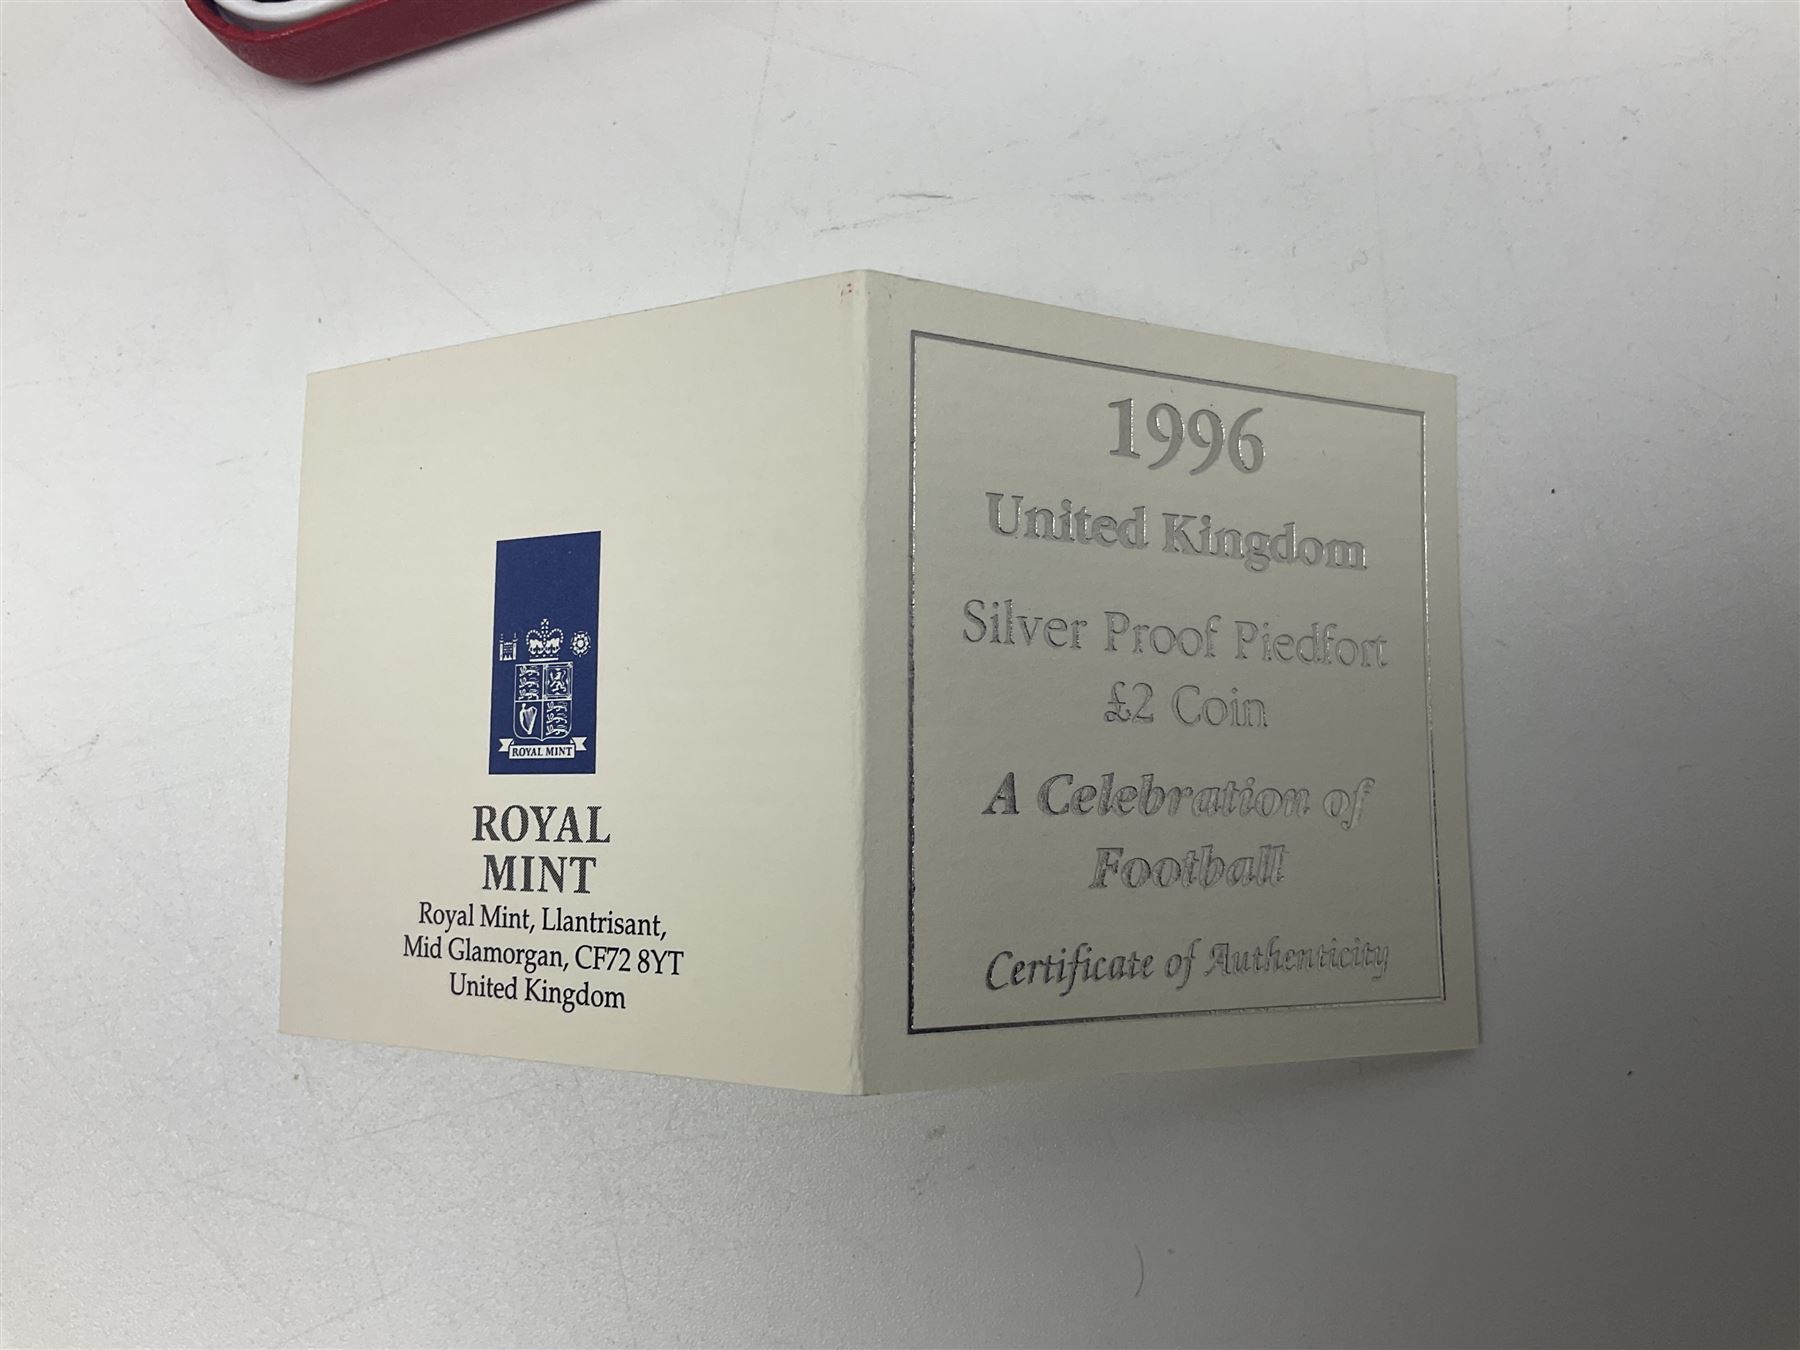 ROYAL MINT
ROYAL
MINT
Royal Mint, Llantrisant,
Mid Glamorgan, CF72 8YT
United Kingdom
1996
United Kingdom
Silver Proof Piedfort
£2 Coin
A Celebration of
Football
Certificate of Authenticity